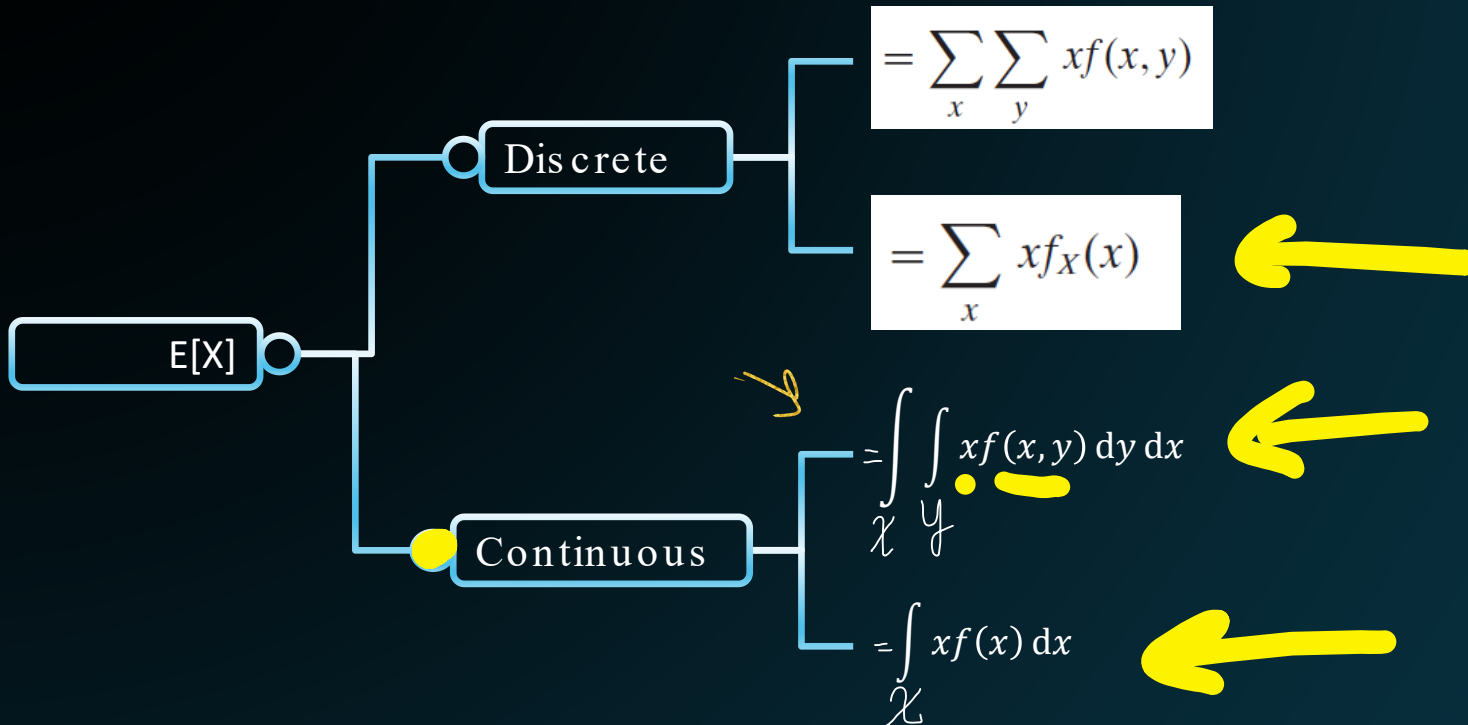 = ∑ ∑ xf(x, y)
x y
Discrete
= ∑ xf_X(x)
x
E[X]
= ∫ ∫ xf(x, y) dy dx
x y
Continuous
= ∫ xf(x) dx
x